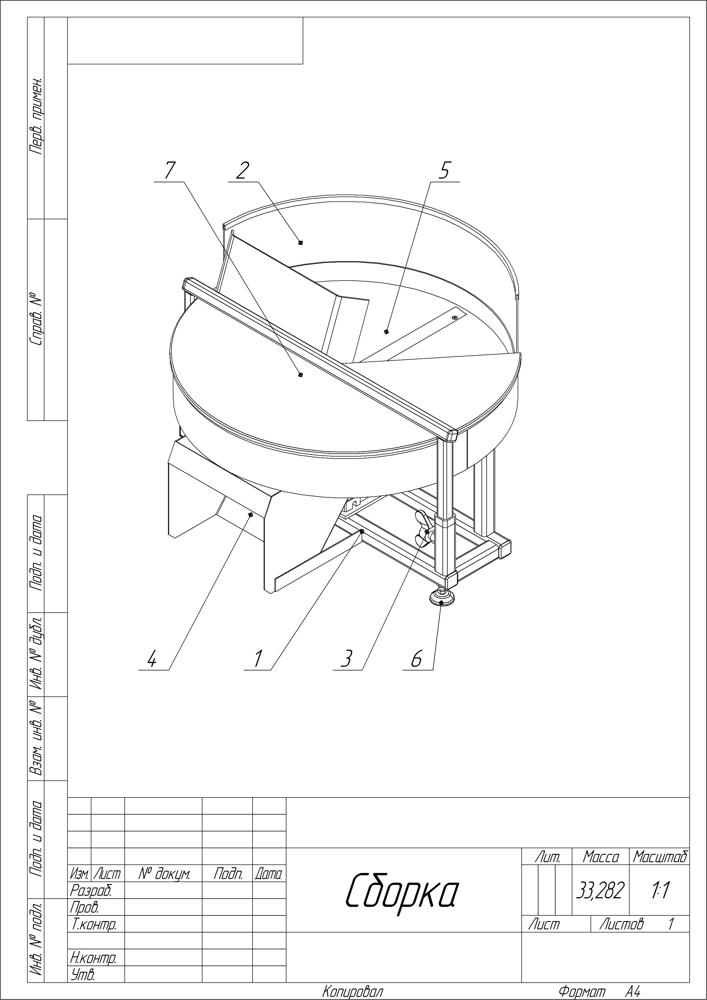 Перв. примен.
Справ. №
Подп. и дата
Инв. № дубл.
Взам. инв. №
Подп. и дата
Инв. № подл.
7
2
5
4
1
3
6
Изм. Лист № докум. Подп. Дата
Разраб.
Пров.
Т.контр.
Н.контр.
Утв.
Сборка
Лит. Масса Масштаб
33,282 1:1
Лист Листов 1
Копировал Формат А4